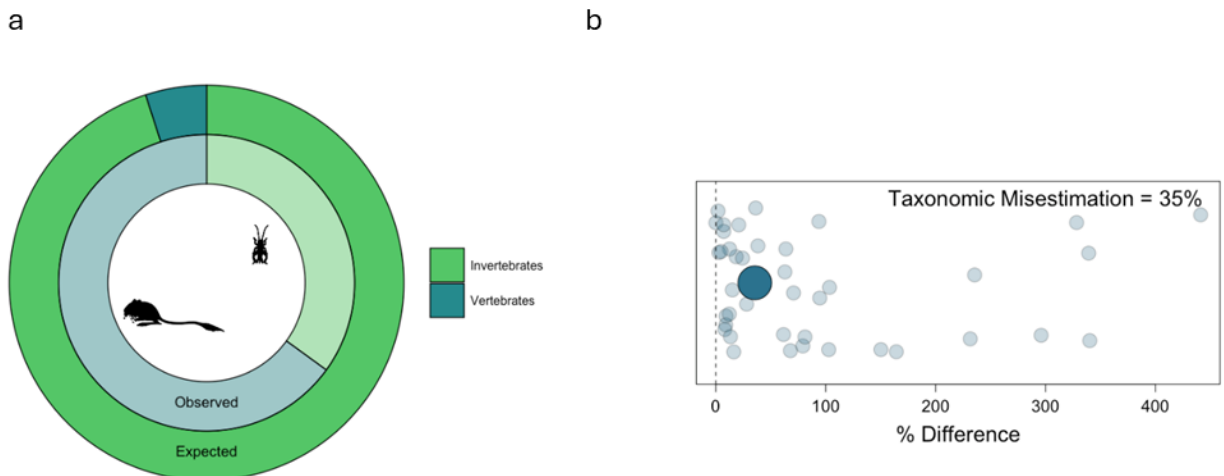 a
b
Invertebrates
Vertebrates
Observed
Expected
Taxonomic Misestimation = 35%
0 100 200 300 400
% Difference